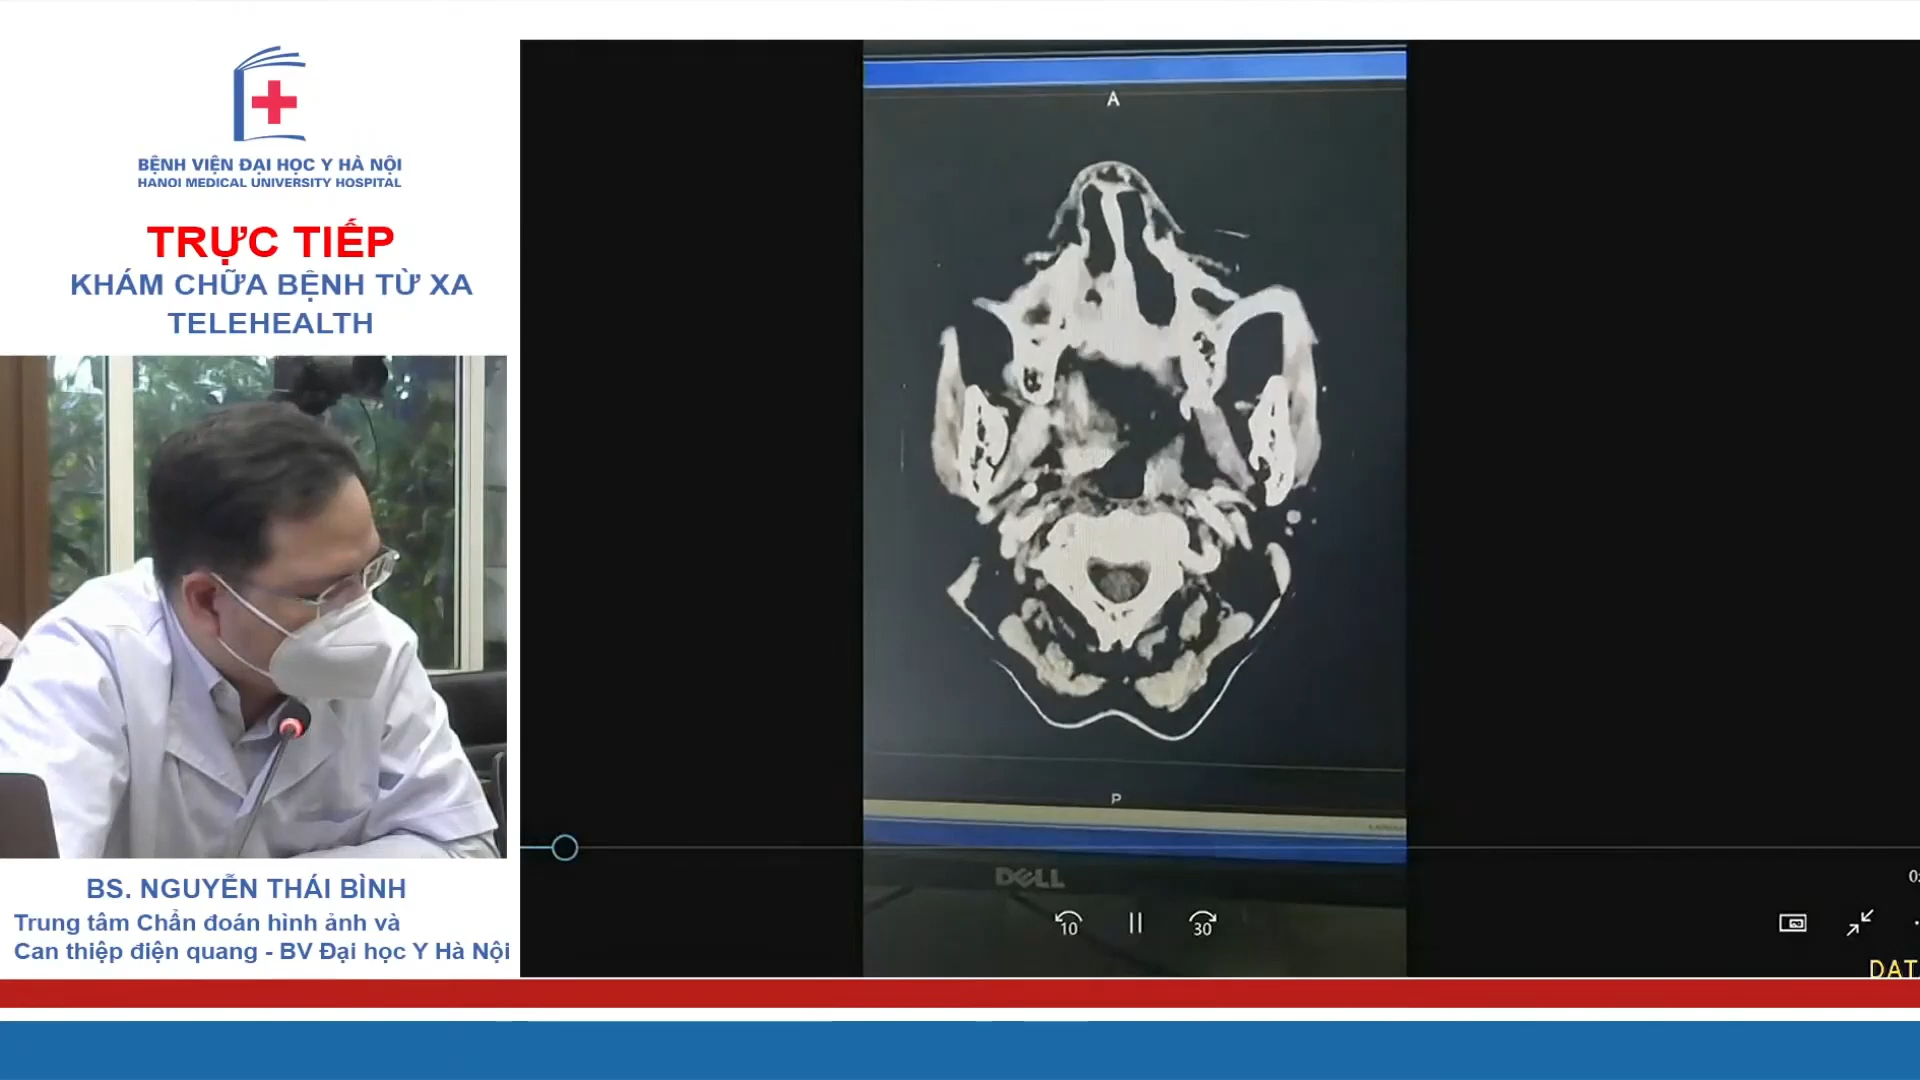 BỆNH VIỆN ĐẠI HỌC Y HÀ NỘI
HANOI MEDICAL UNIVERSITY HOSPITAL
TRỰC TIẾP
KHÁM CHỮA BỆNH TỪ XA
TELEHEALTH
BS. NGUYỄN THÁI BÌNH
Trung tâm Chẩn đoán hình ảnh và
Can thiệp điện quang - BV Đại học Y Hà Nội
A
P
DELL
10
30
DAT